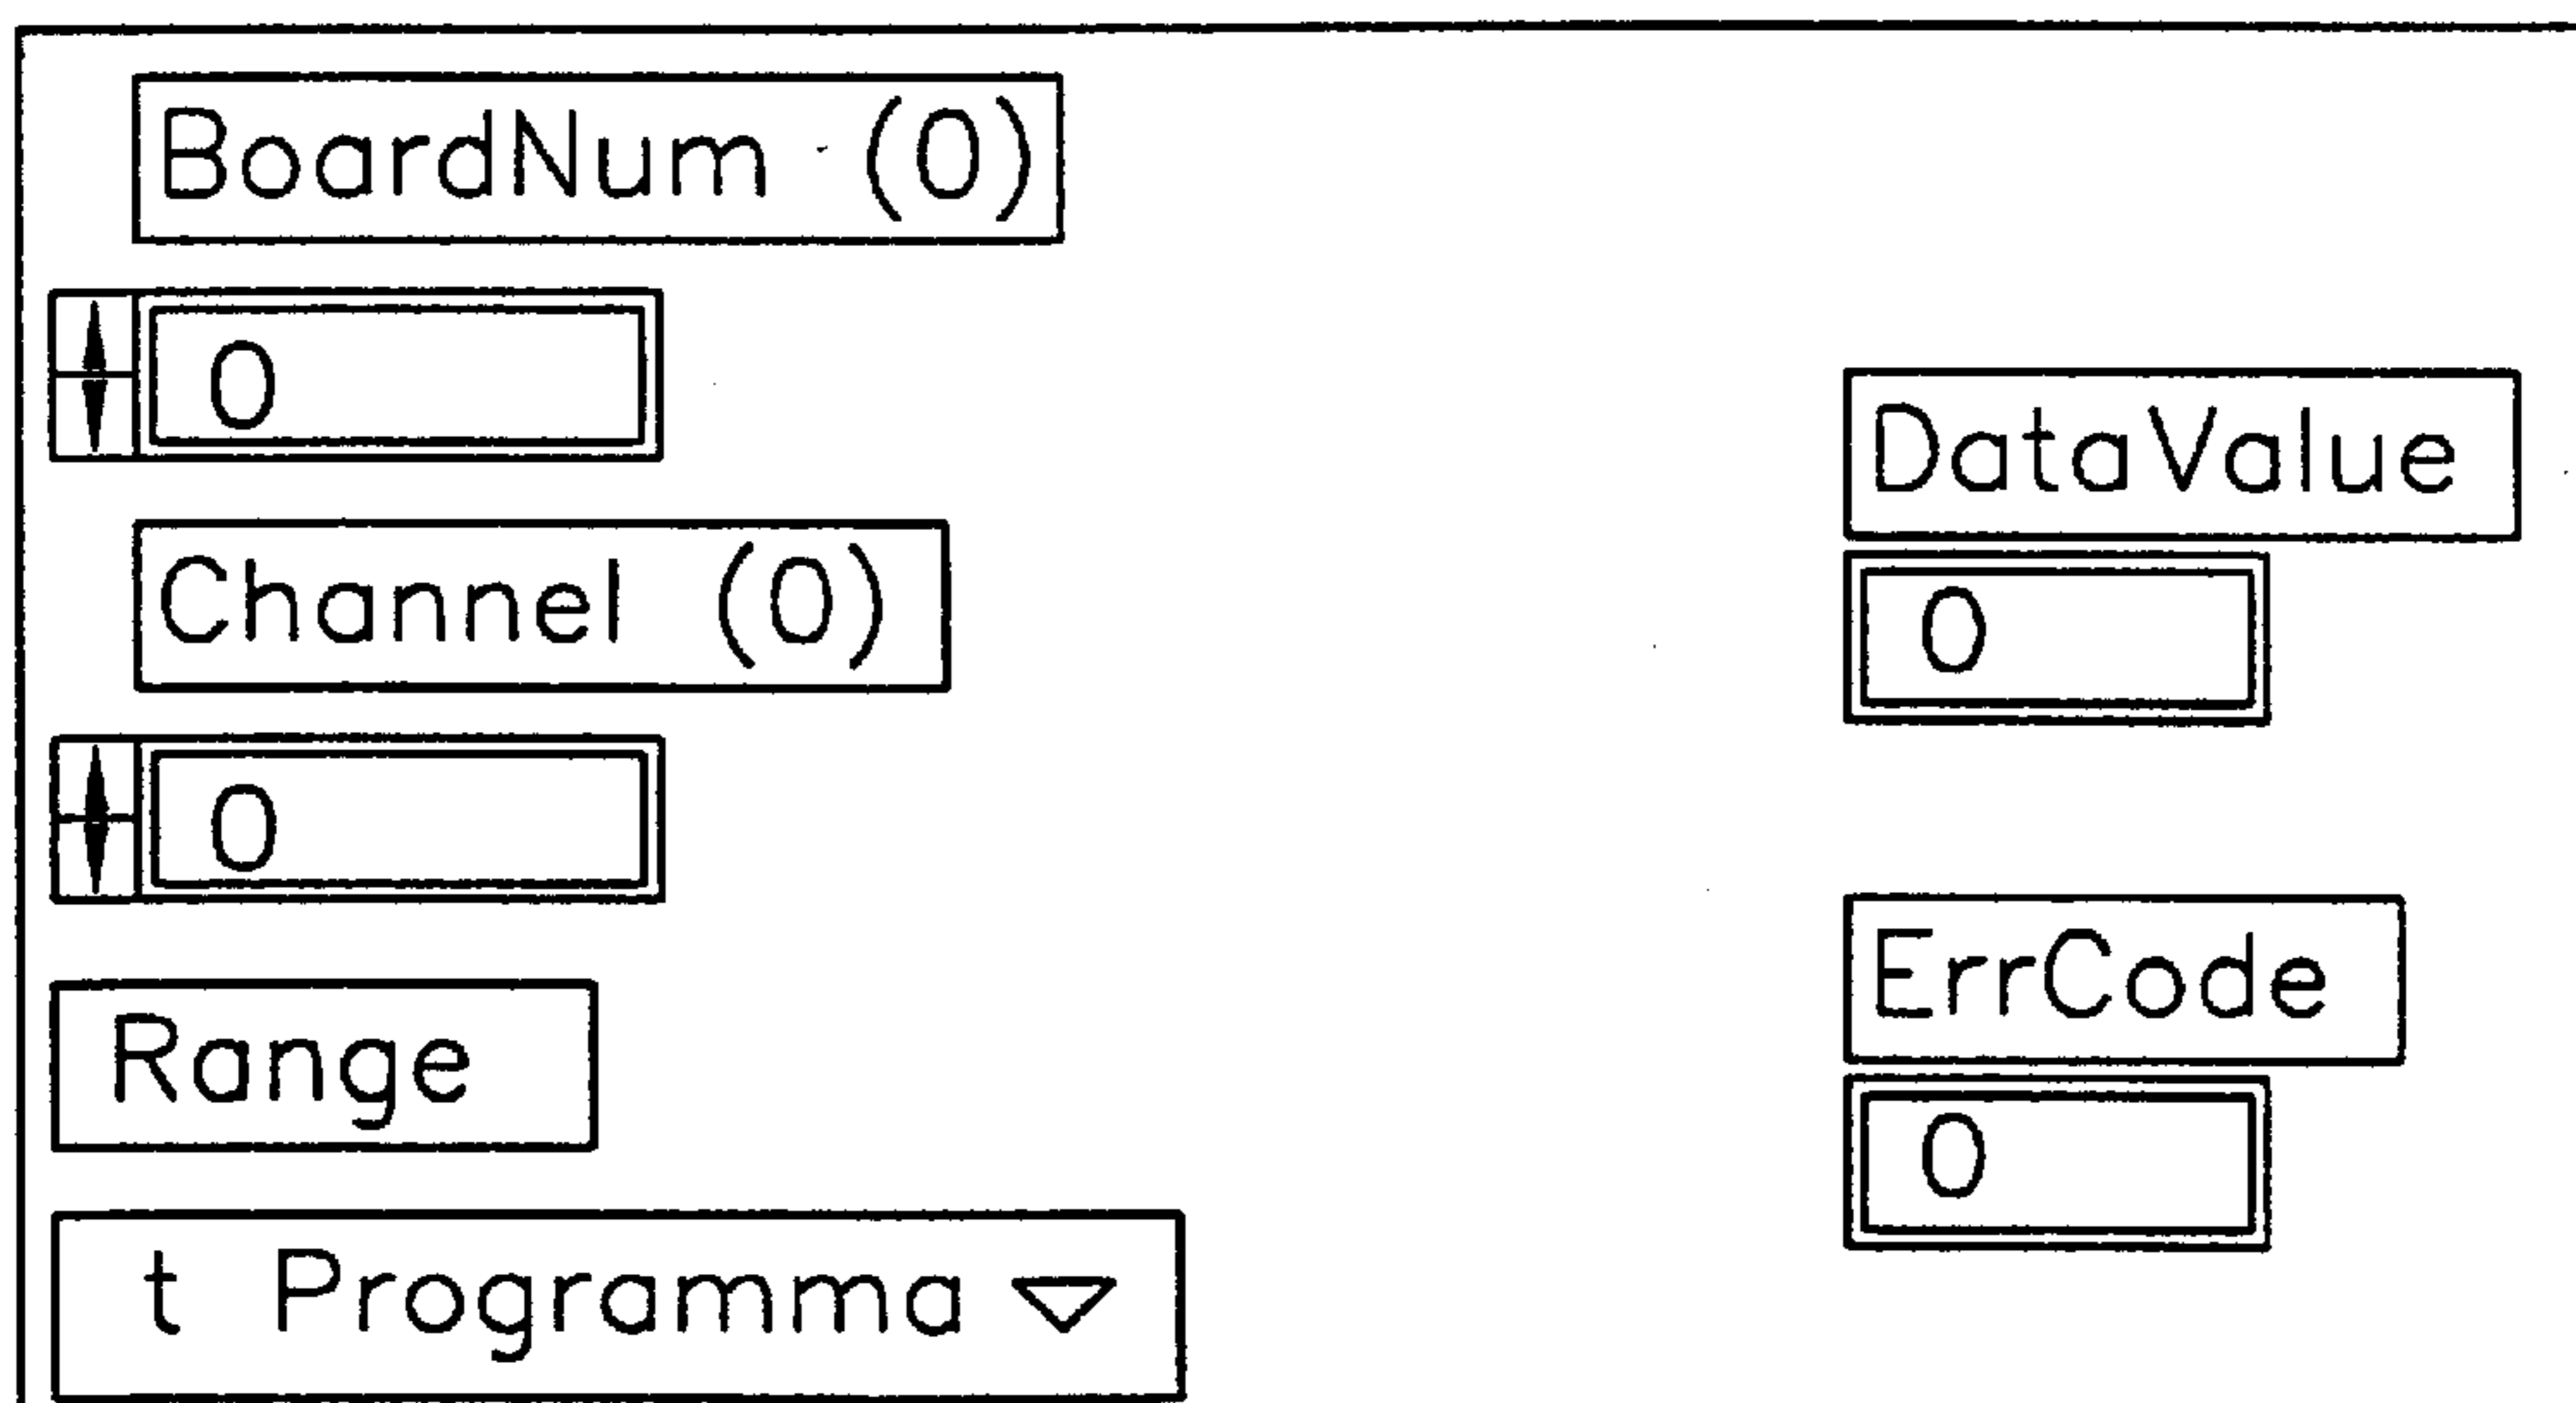 BoardNum (0)
0
Channel (0)
0
Range
t Programma
DataValue
0
ErrCode
0